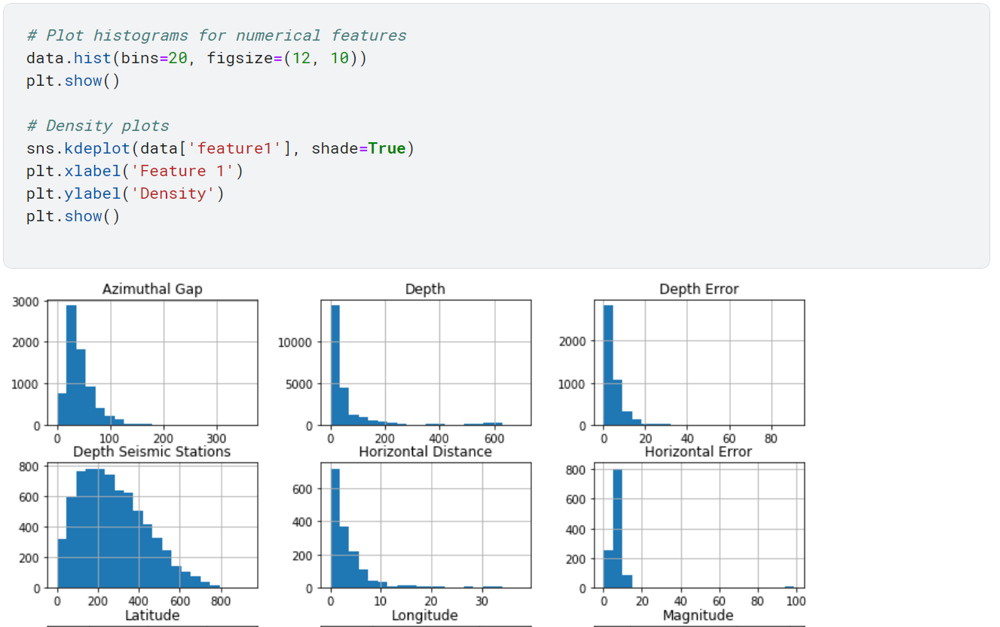 # Plot histograms for numerical features
data.hist(bins=20, figsize=(12, 10))
plt.show()
# Density plots
sns.kdeplot(data['feature1'], shade=True)
plt.xlabel('Feature 1')
plt.ylabel('Density')
plt.show()
Azimuthal Gap
3000
2000
1000
0
0 100 200 300
Depth
10000
5000
0
0 200 400 600
Depth Error
2000
1000
0
0 20 40 60 80
Depth Seismic Stations
800
600
400
200
0
0 200 400 600 800
Horizontal Distance
600
400
200
0
0 10 20 30
Horizontal Error
800
600
400
200
0
0 20 40 60 80 100
Latitude
Longitude
Magnitude